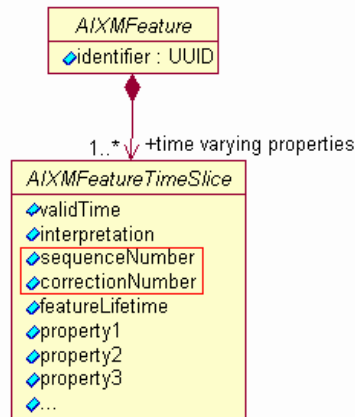 AIXMFeature
identifier : UUID
1..* +time varying properties
AIXMFeatureTimeSlice
validTime
interpretation
sequenceNumber
correctionNumber
featureLifetime
property1
property2
property3
...